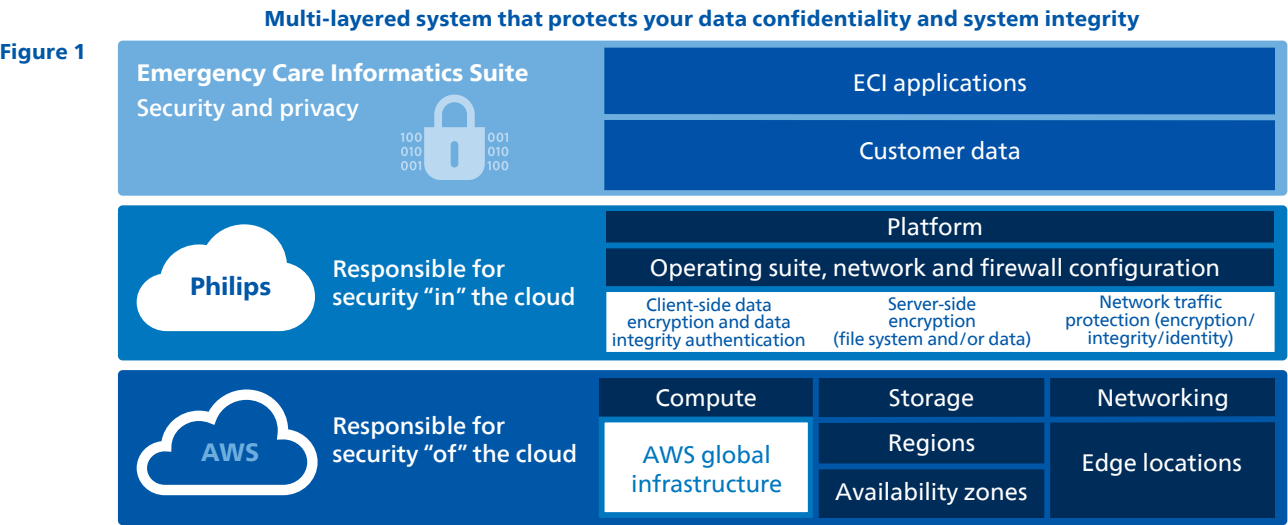 Multi-layered system that protects your data confidentiality and system integrity
Figure 1
Emergency Care Informatics Suite
Security and privacy
100 001
010 010
001 100
ECI applications
Customer data
Philips
Responsible for
security “in” the cloud
Platform
Operating suite, network and firewall configuration
Client-side data
encryption and data
integrity authentication
Server-side
encryption
(file system and/or data)
Network traffic
protection (encryption/
integrity/identity)
AWS
Responsible for
security “of” the cloud
Compute
Storage
Networking
AWS global
infrastructure
Regions
Availability zones
Edge locations